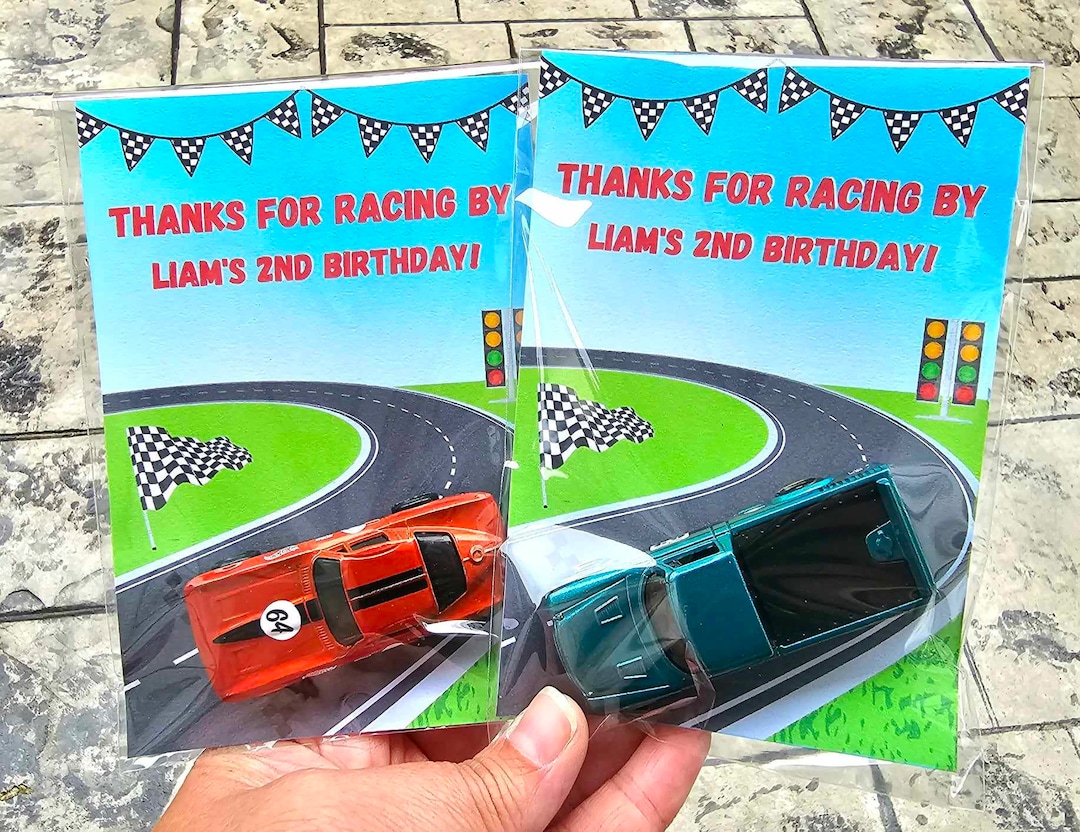 THANKS FOR RACING BY
LIAM'S 2ND BIRTHDAY!
64
THANKS FOR RACING BY
LIAM'S 2ND BIRTHDAY!